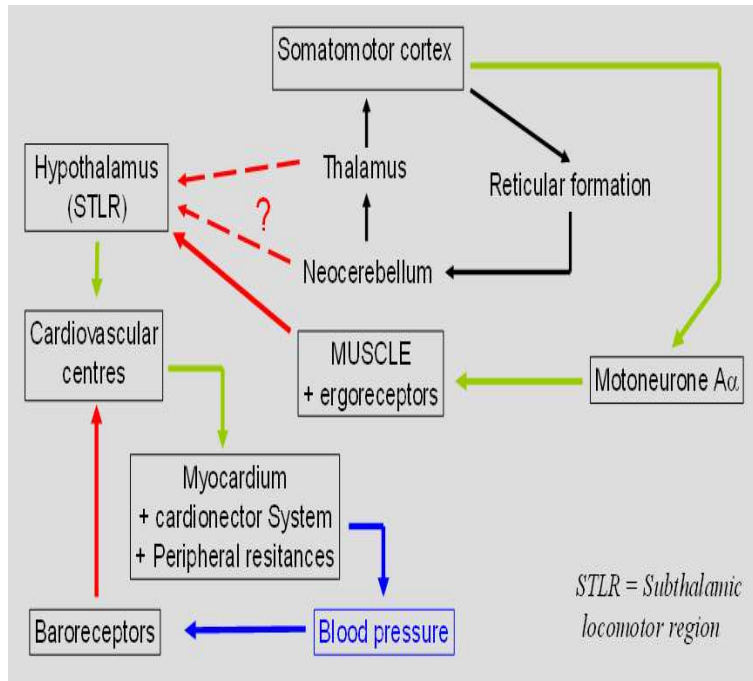 Somatomotor cortex
Hypothalamus
(STLR)
Thalamus
Reticular formation
?
Neocerebellum
Cardiovascular
centres
MUSCLE
+ ergoreceptors
Motoneurone Aα
Myocardium
+ cardionector System
+ Peripheral resitances
STLR = Subthalamic
locomotor region
Baroreceptors
Blood pressure